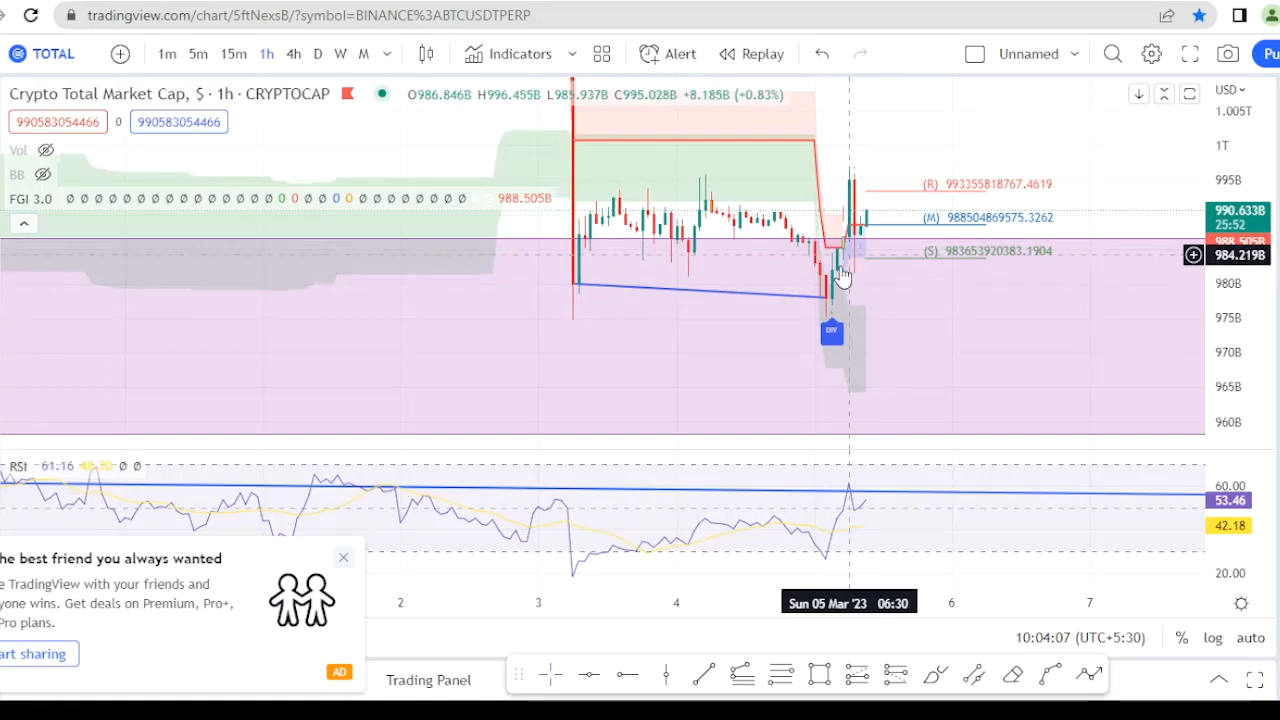 tradingview.com/chart/5ftNexsB/?symbol=BINANCE%3ABTCUSDTPERP
TOTAL 1m 5m 15m 1h 4h D W M Indicators Alert Replay Unnamed Pu
Crypto Total Market Cap, $ · 1h · CRYPTOCAP O986.846B H996.455B L985.937B C995.028B +8.185B (+0.83%) USD
1.005T
990583054466 0 990583054466
1T
Vol
BB
995B
(R) 993355818767.4619
FGI 3.0 ø ø ø ø ø ø ø ø ø ø ø ø ø ø ø 0 0 ø ø 0 0 ø ø ø ø ø ø ø ø 988.505B
990.633B
(M) 988504869575.3262
25:52
988.505B
(S) 983653920383.1904
984.219B
980B
975B
DIV
970B
965B
960B
RSI 61.16 ø ø
60.00
53.46
42.18
20.00
he best friend you always wanted
e TradingView with your friends and
yone wins. Get deals on Premium, Pro+,
Pro plans.
art sharing
AD
2 3 4 Sun 05 Mar '23 06:30 6 7
10:04:07 (UTC+5:30) % log auto
Trading Panel